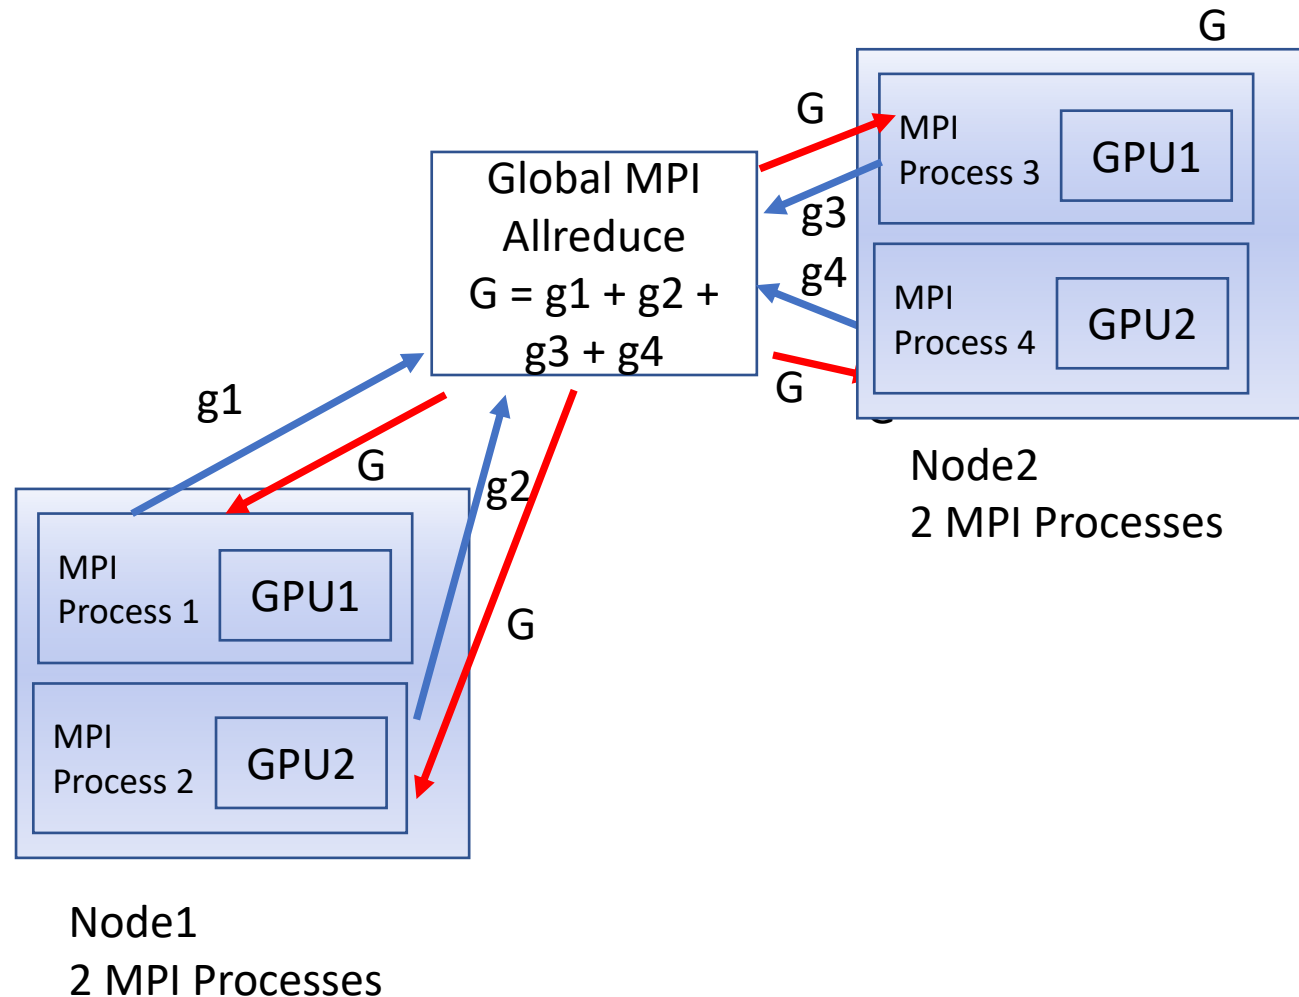 G
G
MPI
Process 3
GPU1
Global MPI
Allreduce
G = g1 + g2 +
g3 + g4
g3
g4
MPI
Process 4
GPU2
G
g1
G
g2
Node2
2 MPI Processes
MPI
Process 1
GPU1
G
MPI
Process 2
GPU2
Node1
2 MPI Processes